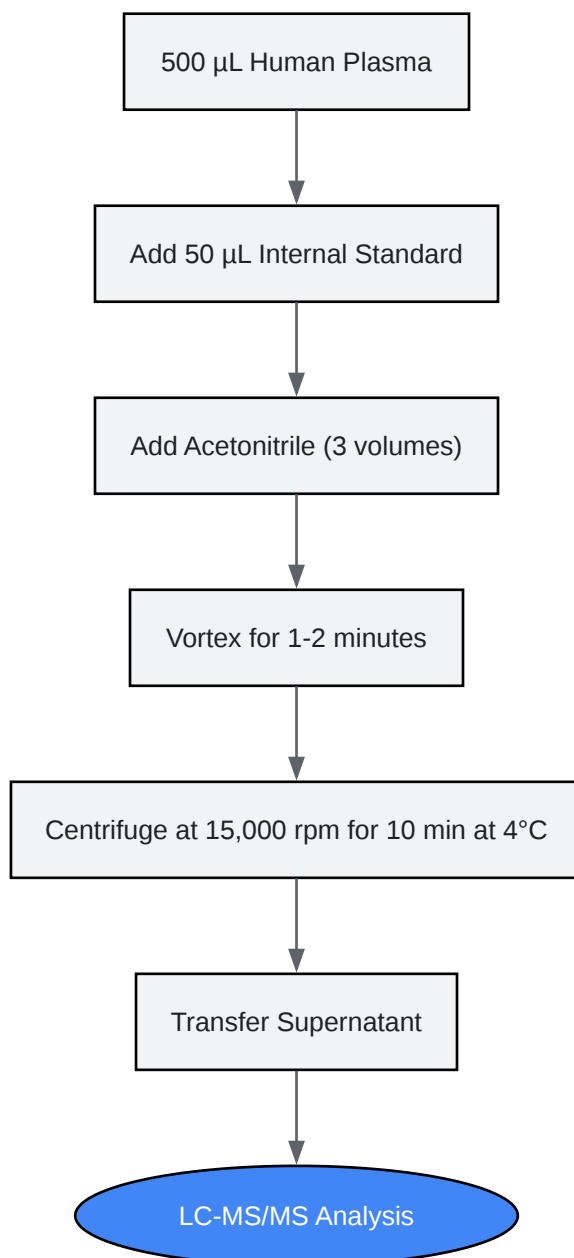 500 µL Human Plasma
Add 50 µL Internal Standard
Add Acetonitrile (3 volumes)
Vortex for 1-2 minutes
Centrifuge at 15,000 rpm for 10 min at 4°C
Transfer Supernatant
LC-MS/MS Analysis